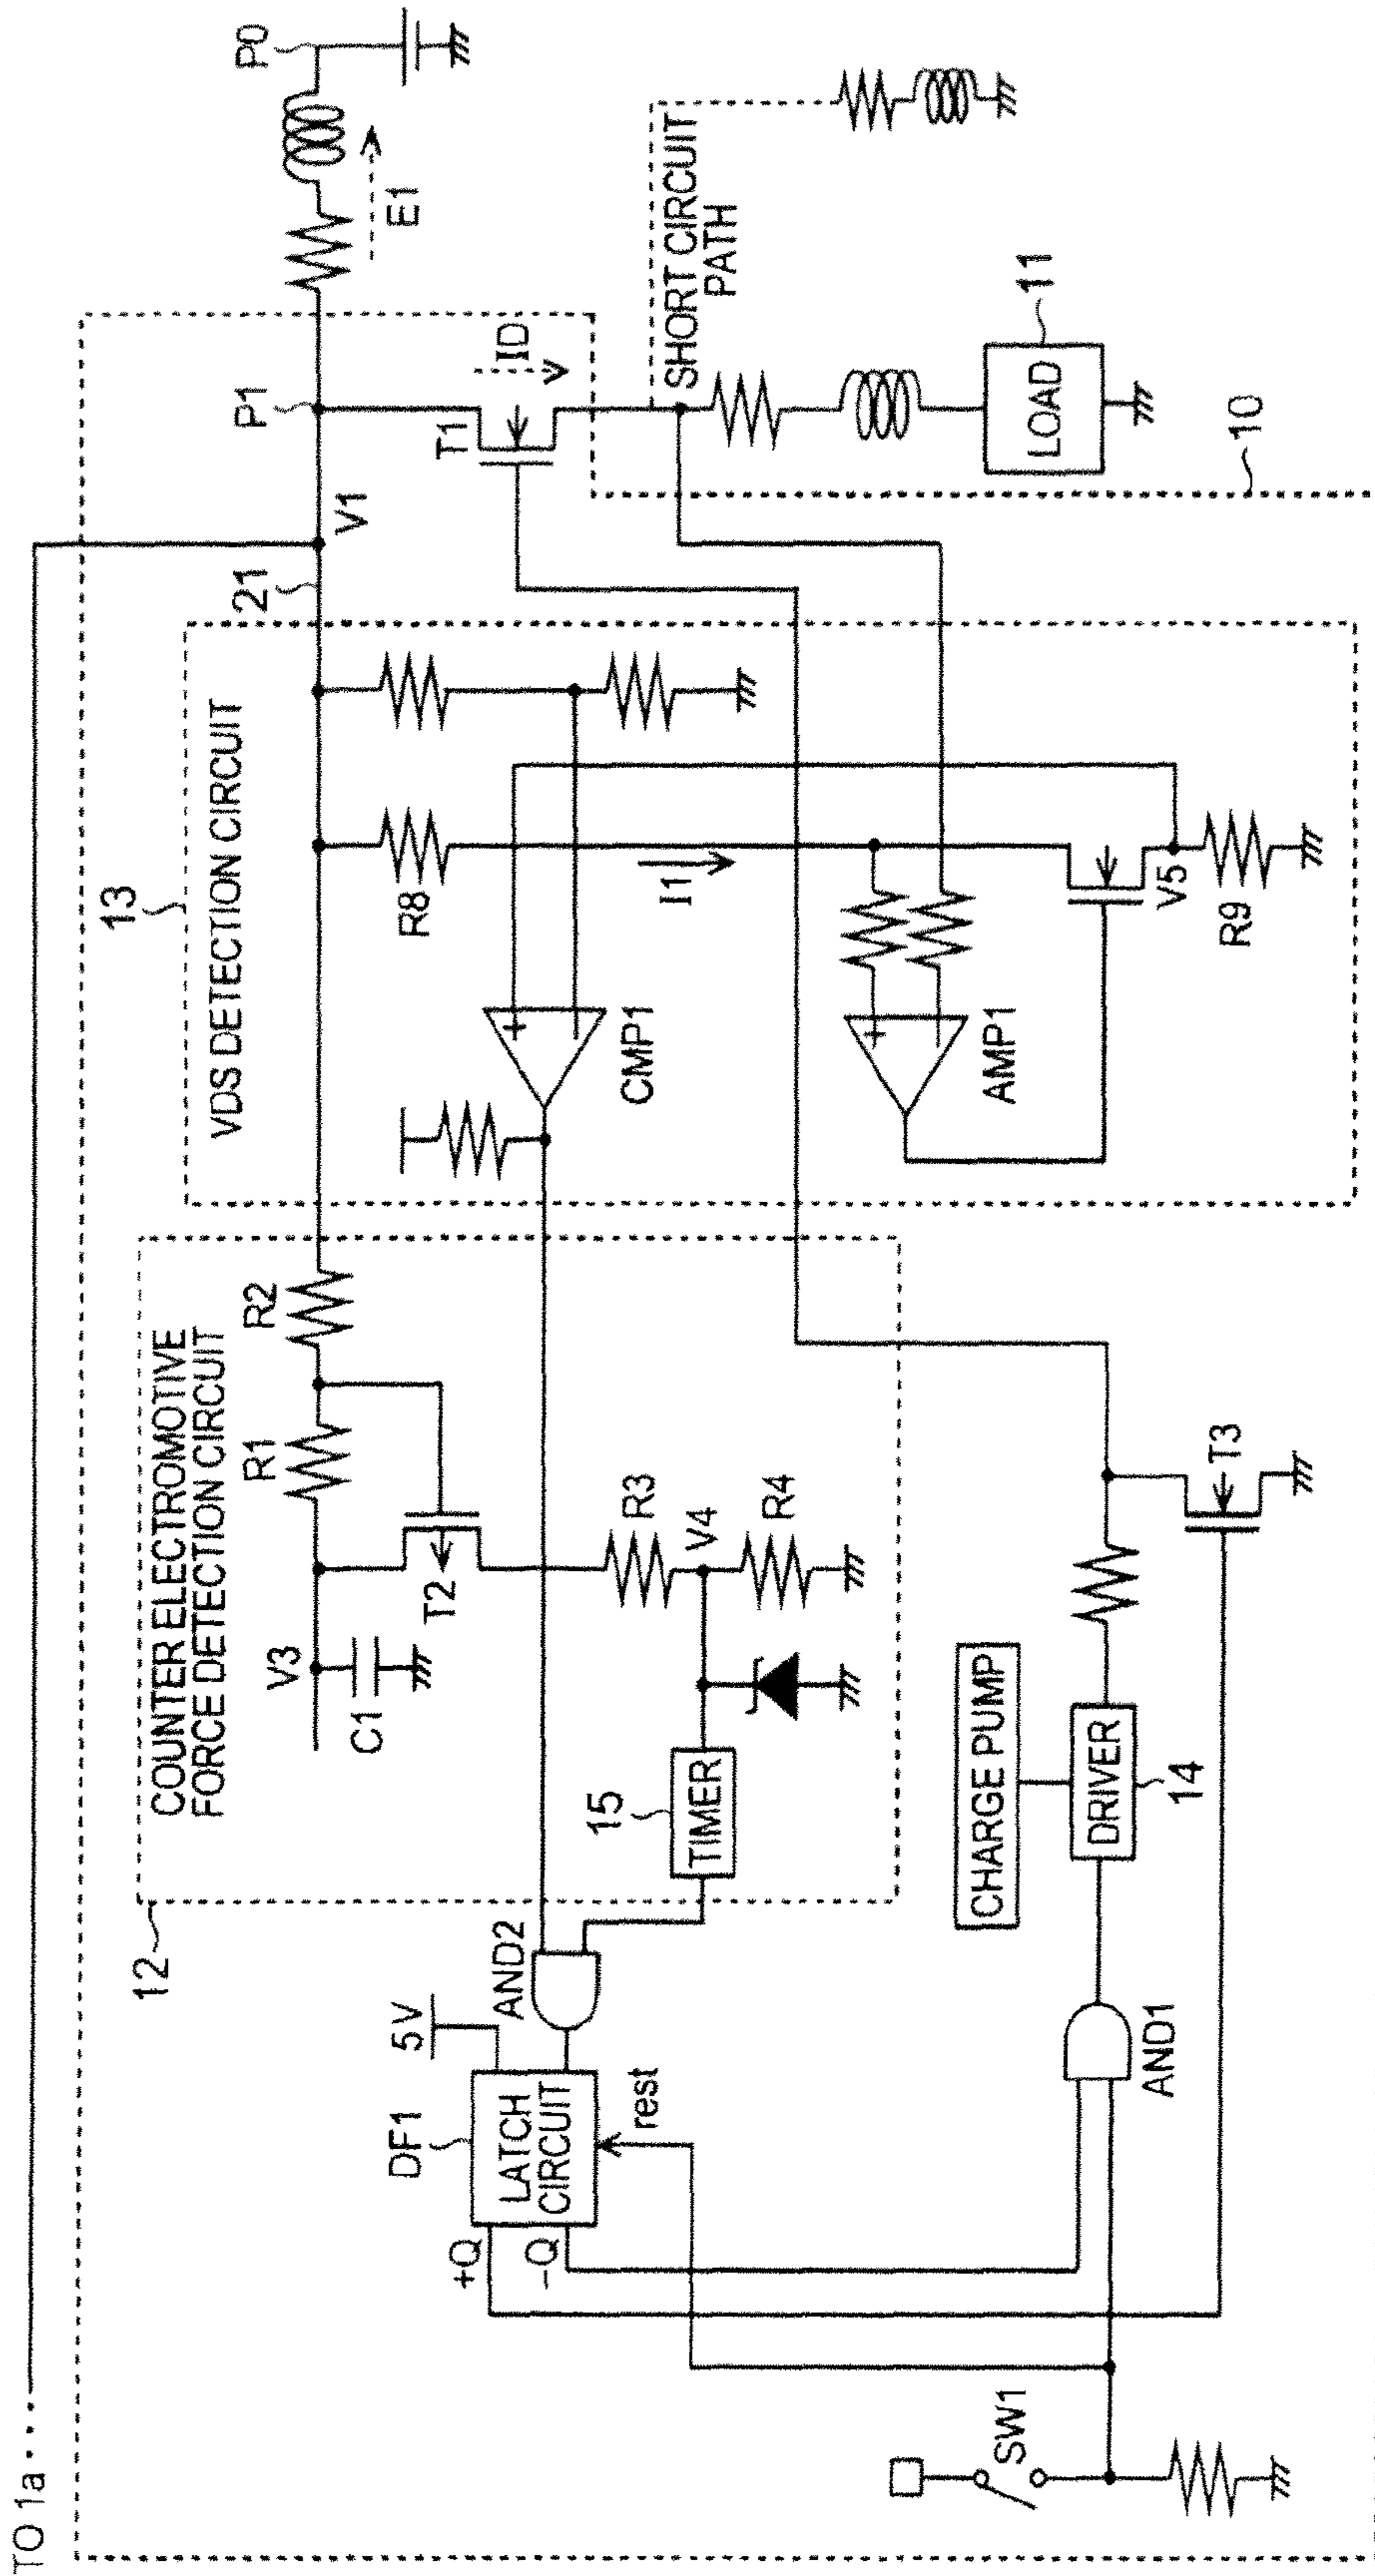 TO 1a
P0
E1
P1
V1
21
T1
ID
SHORT CIRCUIT
PATH
11
LOAD
10
13
VDS DETECTION CIRCUIT
R8
I1
CMP1
+
AMP1
+
V5
R9
12
COUNTER ELECTROMOTIVE
FORCE DETECTION CIRCUIT
R2
R1
V3
C1
T2
R3
V4
R4
15
TIMER
AND2
5V
DF1
LATCH
CIRCUIT
rest
+Q
−Q
CHARGE PUMP
DRIVER
14
T3
AND1
SW1